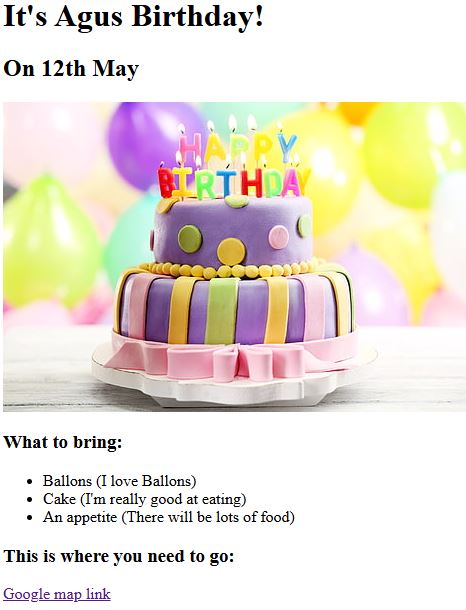 It's Agus Birthday!
On 12th May
HAPPY
BIRTHDAY
What to bring:
Ballons (I love Ballons)
Cake (I'm really good at eating)
An appetite (There will be lots of food)
This is where you need to go:
Google map link